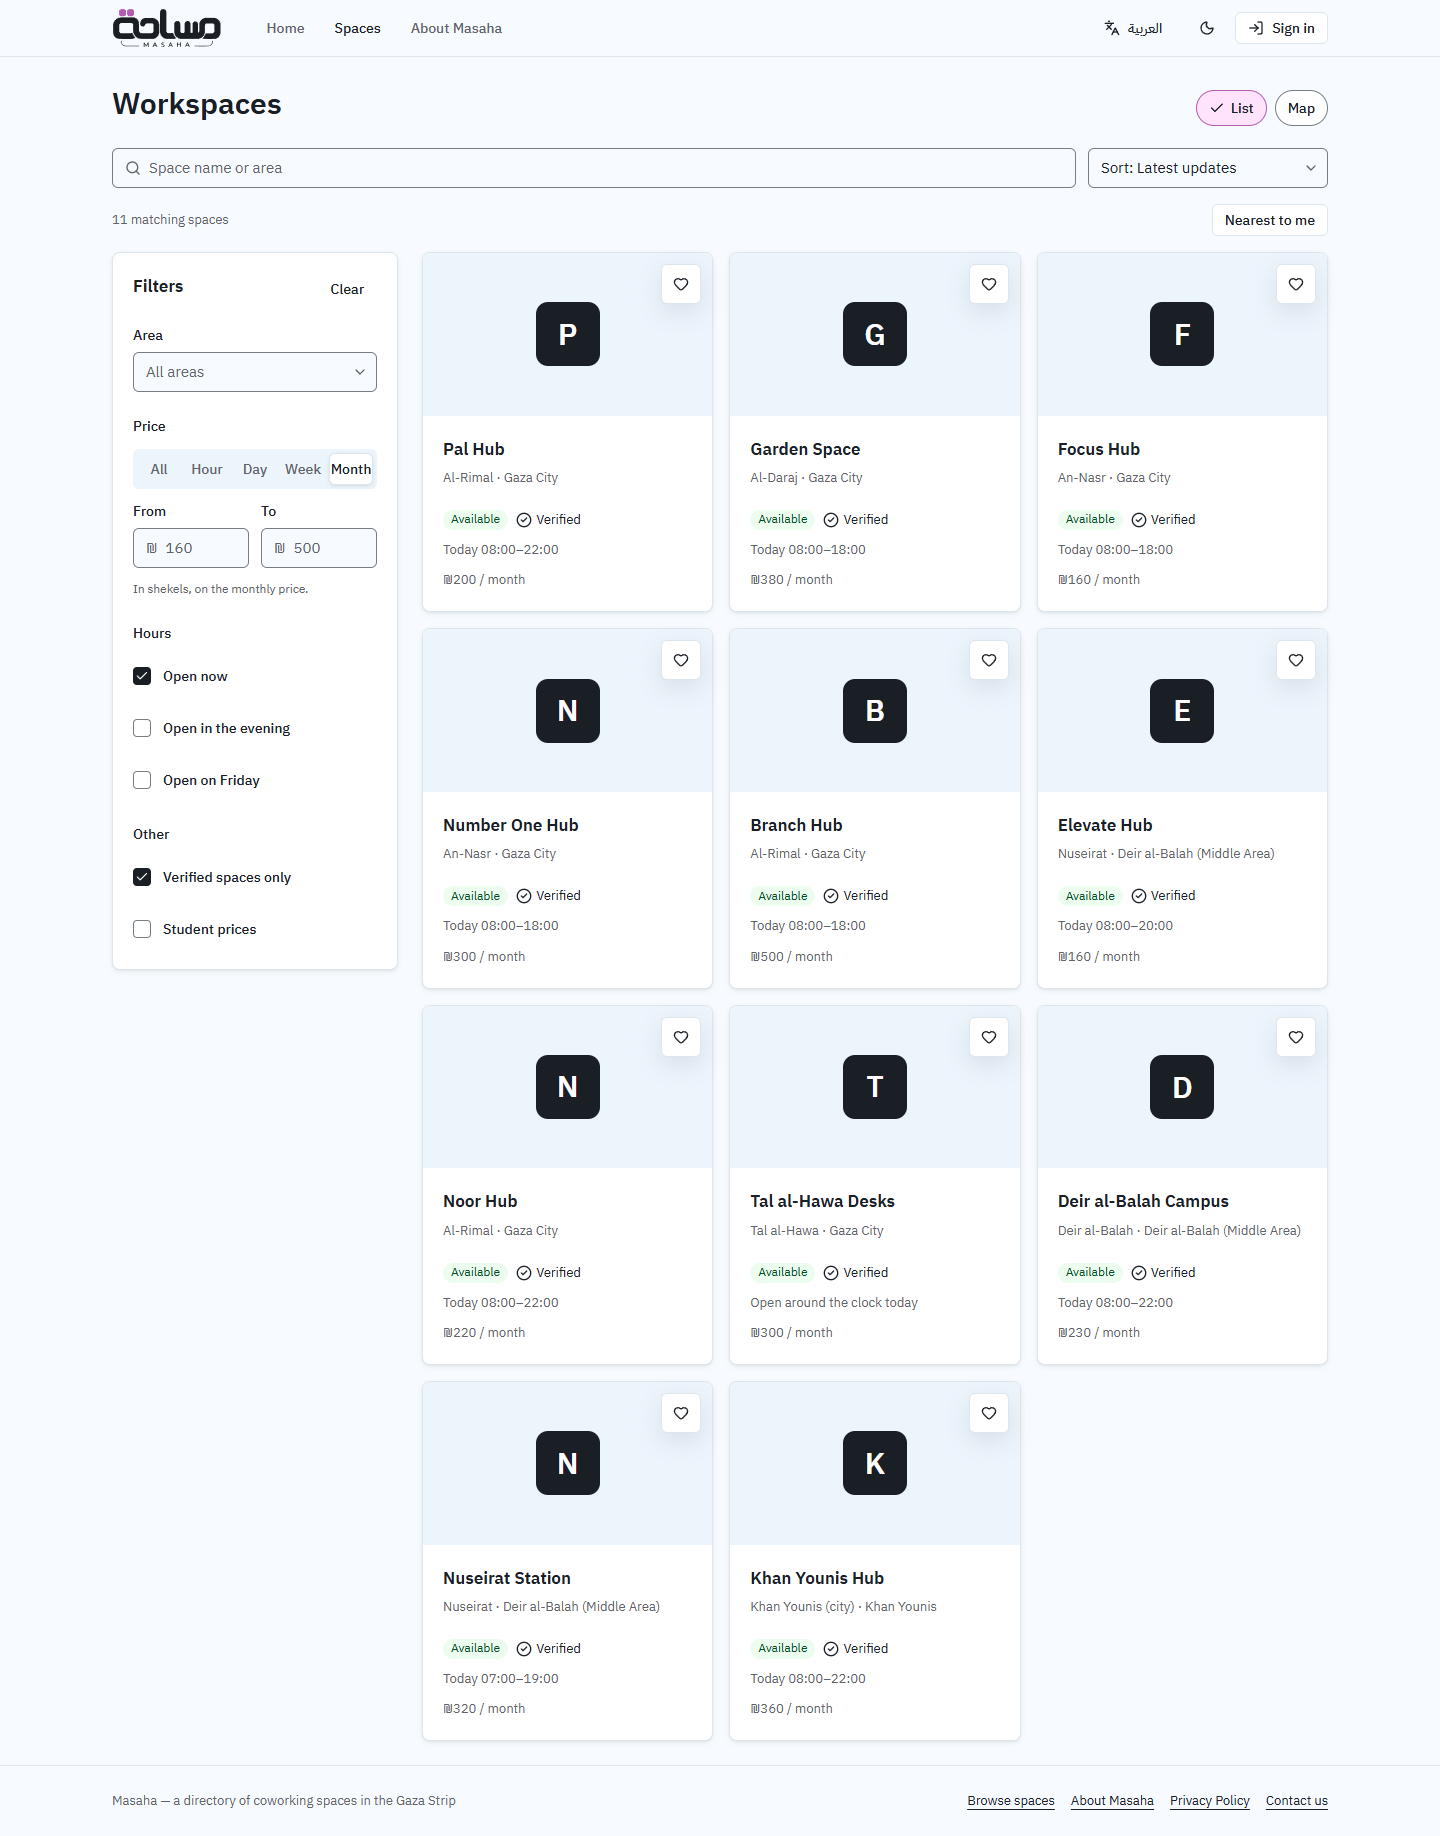 مساحة
MASAHA
Home
Spaces
About Masaha
العربية
Sign in
Workspaces
List
Map
Space name or area
Sort: Latest updates
11 matching spaces
Nearest to me
Filters
Clear
Area
All areas
Price
All
Hour
Day
Week
Month
From
To
₪ 160
₪ 500
In shekels, on the monthly price.
Hours
Open now
Open in the evening
Open on Friday
Other
Verified spaces only
Student prices
P
Pal Hub
Al-Rimal · Gaza City
Available Verified
Today 08:00–22:00
₪200 / month
G
Garden Space
Al-Daraj · Gaza City
Available Verified
Today 08:00–18:00
₪380 / month
F
Focus Hub
An-Nasr · Gaza City
Available Verified
Today 08:00–18:00
₪160 / month
N
Number One Hub
An-Nasr · Gaza City
Available Verified
Today 08:00–18:00
₪300 / month
B
Branch Hub
Al-Rimal · Gaza City
Available Verified
Today 08:00–18:00
₪500 / month
E
Elevate Hub
Nuseirat · Deir al-Balah (Middle Area)
Available Verified
Today 08:00–20:00
₪160 / month
N
Noor Hub
Al-Rimal · Gaza City
Available Verified
Today 08:00–22:00
₪220 / month
T
Tal al-Hawa Desks
Tal al-Hawa · Gaza City
Available Verified
Open around the clock today
₪300 / month
D
Deir al-Balah Campus
Deir al-Balah · Deir al-Balah (Middle Area)
Available Verified
Today 08:00–22:00
₪230 / month
N
Nuseirat Station
Nuseirat · Deir al-Balah (Middle Area)
Available Verified
Today 07:00–19:00
₪320 / month
K
Khan Younis Hub
Khan Younis (city) · Khan Younis
Available Verified
Today 08:00–22:00
₪360 / month
Masaha — a directory of coworking spaces in the Gaza Strip
Browse spaces
About Masaha
Privacy Policy
Contact us